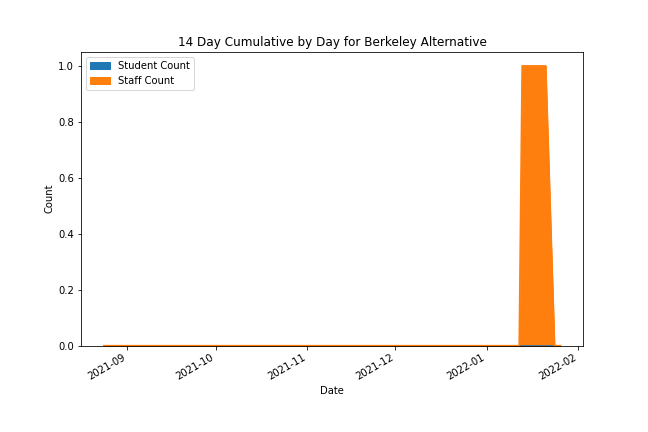 14 Day Cumulative by Day for Berkeley Alternative
Student Count
Staff Count
1.0
0.8
0.6
0.4
0.2
0.0
Count
2021-09
2021-10
2021-11
2021-12
2022-01
2022-02
Date